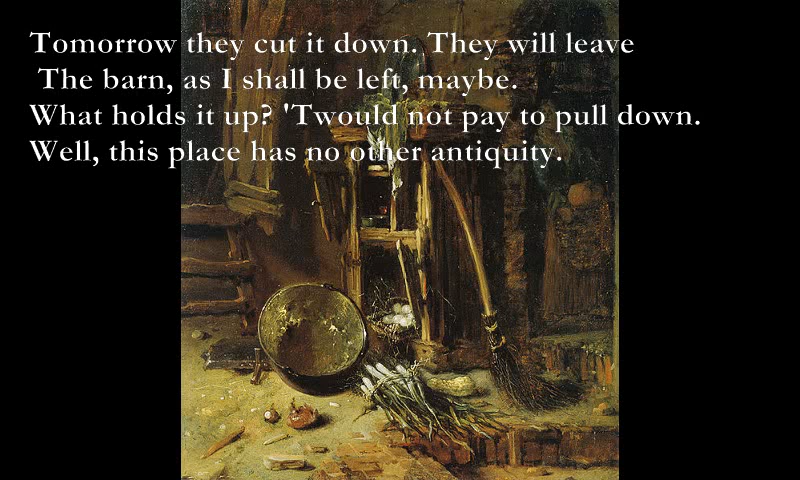 Tomorrow they cut it down. They will leave
The barn, as I shall be left, maybe.
What holds it up? 'Twould not pay to pull down.
Well, this place has no other antiquity.